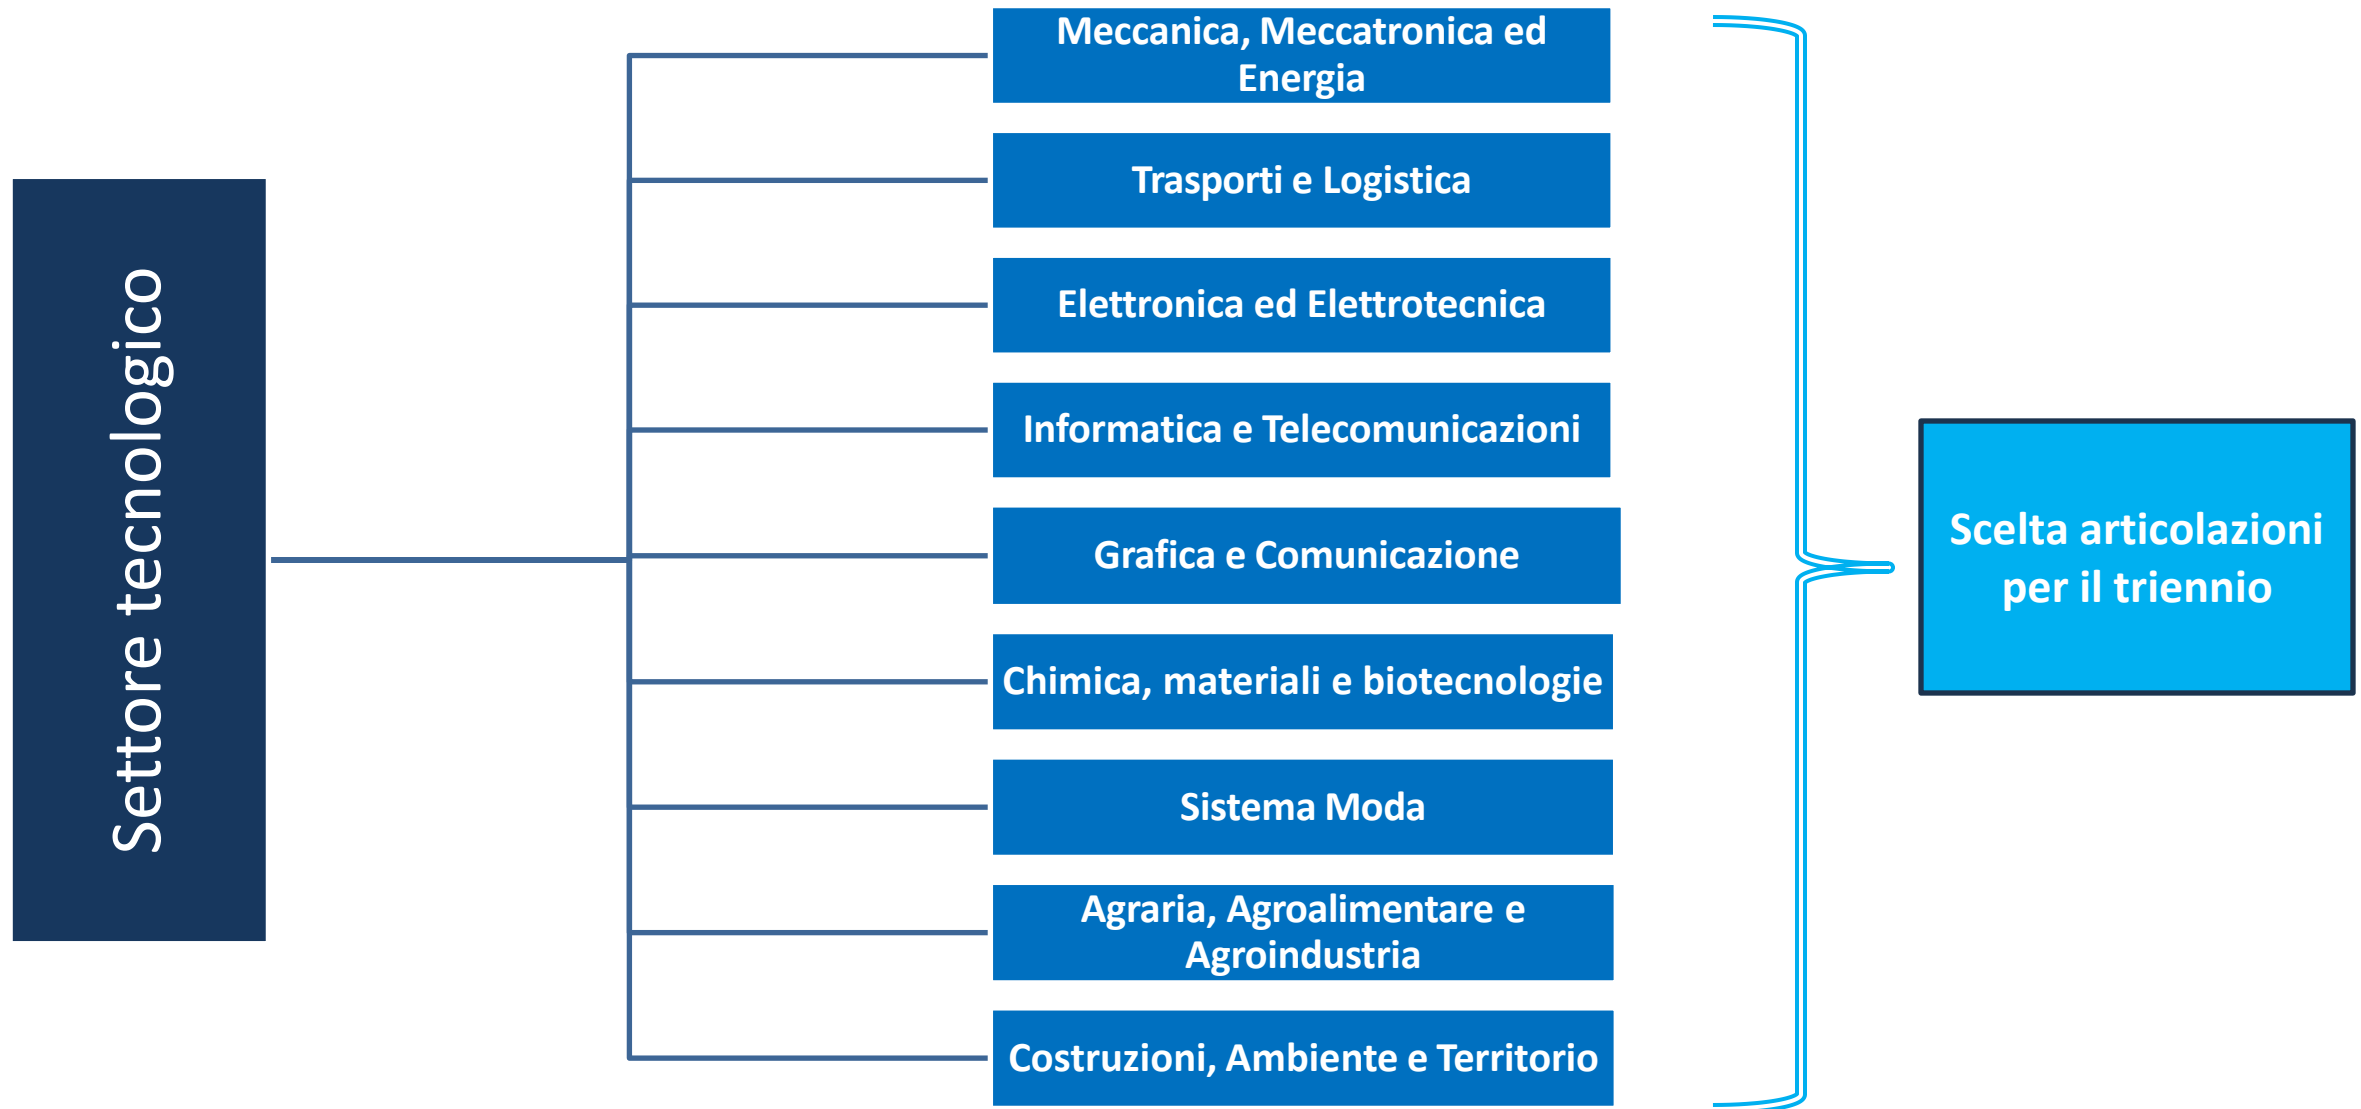 Settore tecnologico
Meccanica, Meccatronica ed
Energia
Trasporti e Logistica
Elettronica ed Elettrotecnica
Informatica e Telecomunicazioni
Grafica e Comunicazione
Chimica, materiali e biotecnologie
Sistema Moda
Agraria, Agroalimentare e
Agroindustria
Costruzioni, Ambiente e Territorio
Scelta articolazioni
per il triennio